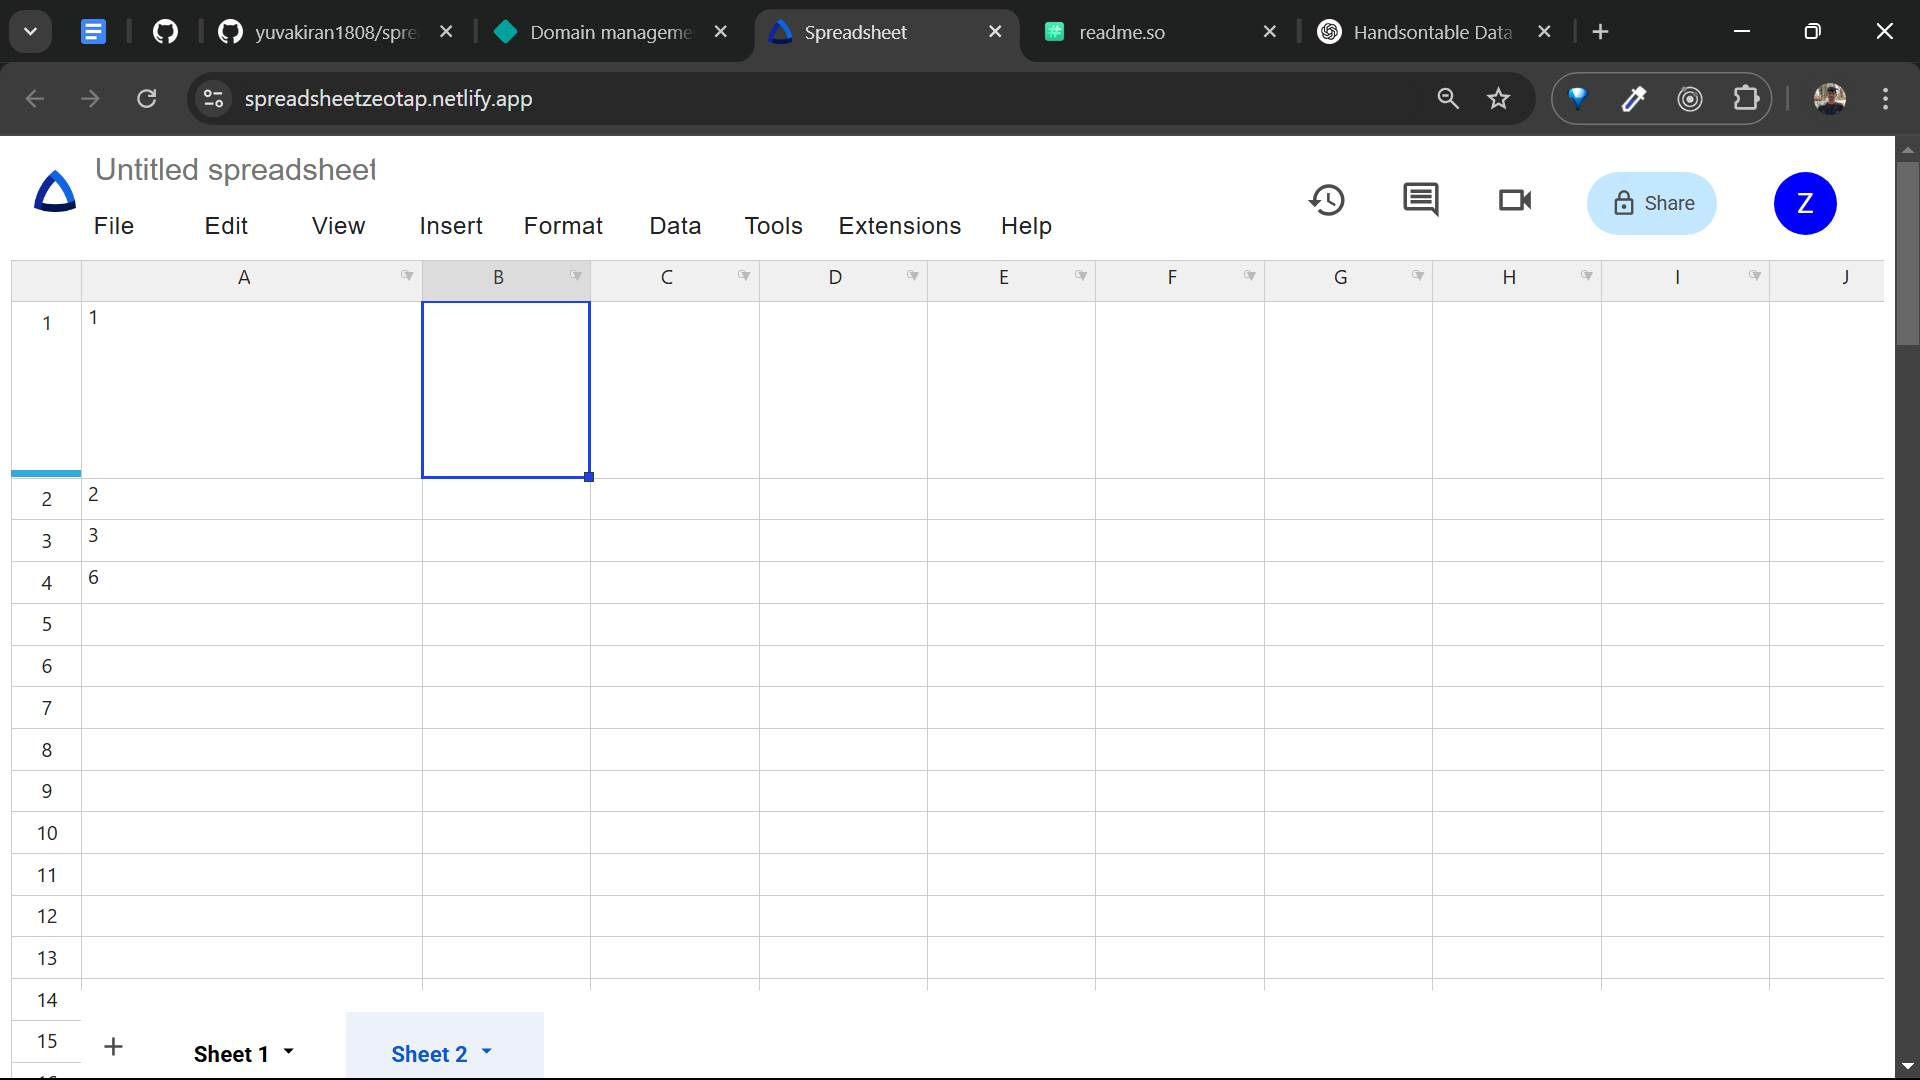 yuvakiran1808/spre
Domain manageme
Spreadsheet
readme.so
Handsontable Data
spreadsheetzeotap.netlify.app
Untitled spreadsheet
File Edit View Insert Format Data Tools Extensions Help
Share
Z
A B C D E F G H I J
1 1
2 2
3 3
4 6
5
6
7
8
9
10
11
12
13
14
15
Sheet 1
Sheet 2